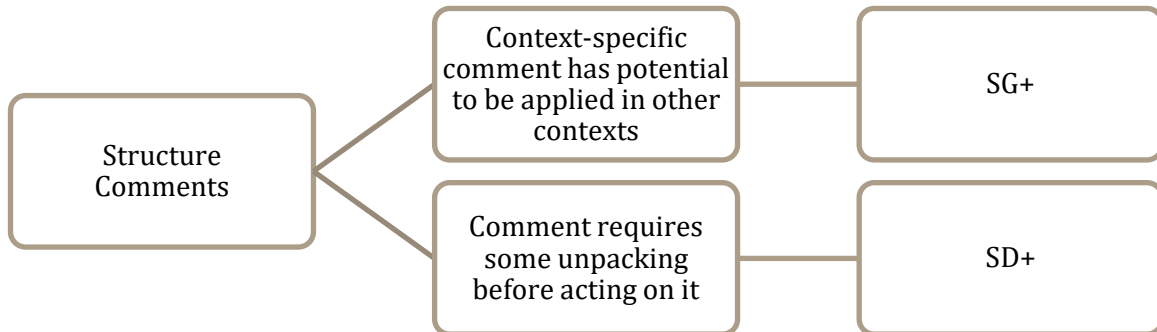 Structure
Comments
Context-specific
comment has potential
to be applied in other
contexts
SG+
Comment requires
some unpacking
before acting on it
SD+